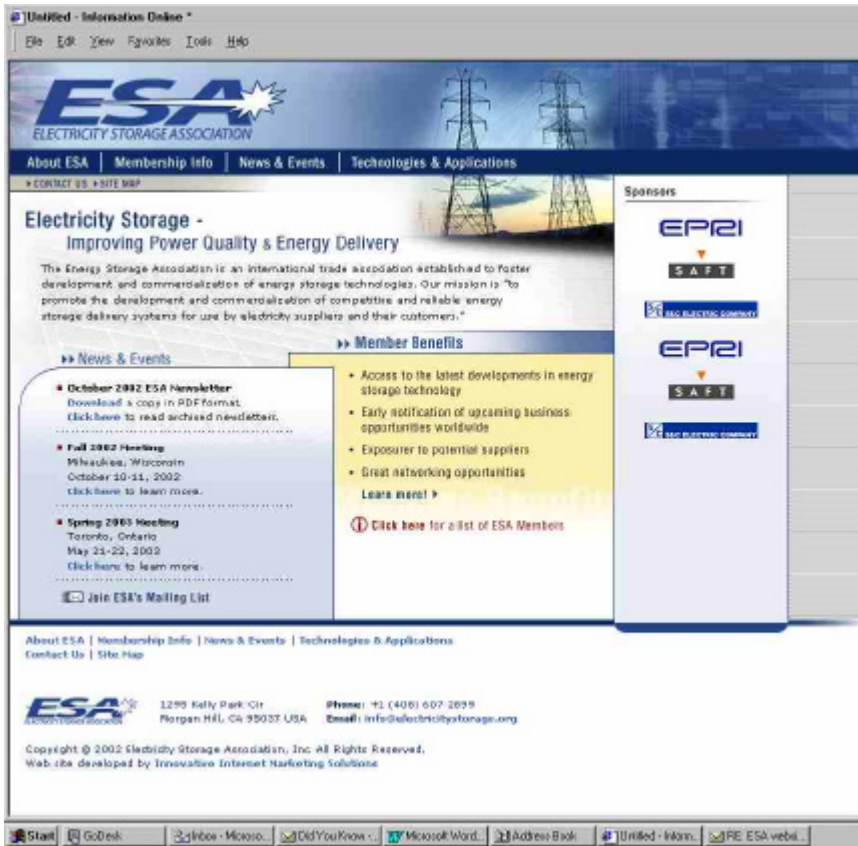 Untitled - Information Online *
File Edit View Favorites Tools Help
ESA
ELECTRICITY STORAGE ASSOCIATION
About ESA | Membership Info | News & Events | Technologies & Applications
CONTACT US SITE MAP
Electricity Storage -
Improving Power Quality & Energy Delivery
The Energy Storage Association is an international trade association established to foster
development and commercialization of energy storage technologies. Our mission is "to
promote the development and commercialization of competitive and reliable energy
storage delivery systems for use by electricity suppliers and their customers."
News & Events
October 2002 ESA Newsletter
Download a copy in PDF format.
Click here to read archived newsletters.
Fall 2002 Meeting
Milwaukee, Wisconsin
October 10-11, 2002
Click here to learn more.
Spring 2003 Meeting
Toronto, Ontario
May 21-22, 2003
Click here to learn more.
Join ESA's Mailing List
Member Benefits
Access to the latest developments in energy
storage technology
Early notification of upcoming business
opportunities worldwide
Exposurer to potential suppliers
Great networking opportunities
Learn more!
Click here for a list of ESA Members
Sponsors
EPRI
SAFT
S&C ELECTRIC COMPANY
EPRI
SAFT
S&C ELECTRIC COMPANY
About ESA | Membership Info | News & Events | Technologies & Applications
Contact Us | Site Map
ESA
ELECTRICITY STORAGE ASSOCIATION
1295 Kelly Park Cir
Morgan Hill, CA 95037 USA
Phone: +1 (408) 607 2899
Email: info@electricitystorage.org
Copyright © 2002 Electricity Storage Association, Inc. All Rights Reserved.
Web site developed by Innovative Internet Marketing Solutions
Start GoDesk Inbox - Microso... Did You Know -... Microsoft Word... Address Book Untitled - Inform... RE: ESA websi...